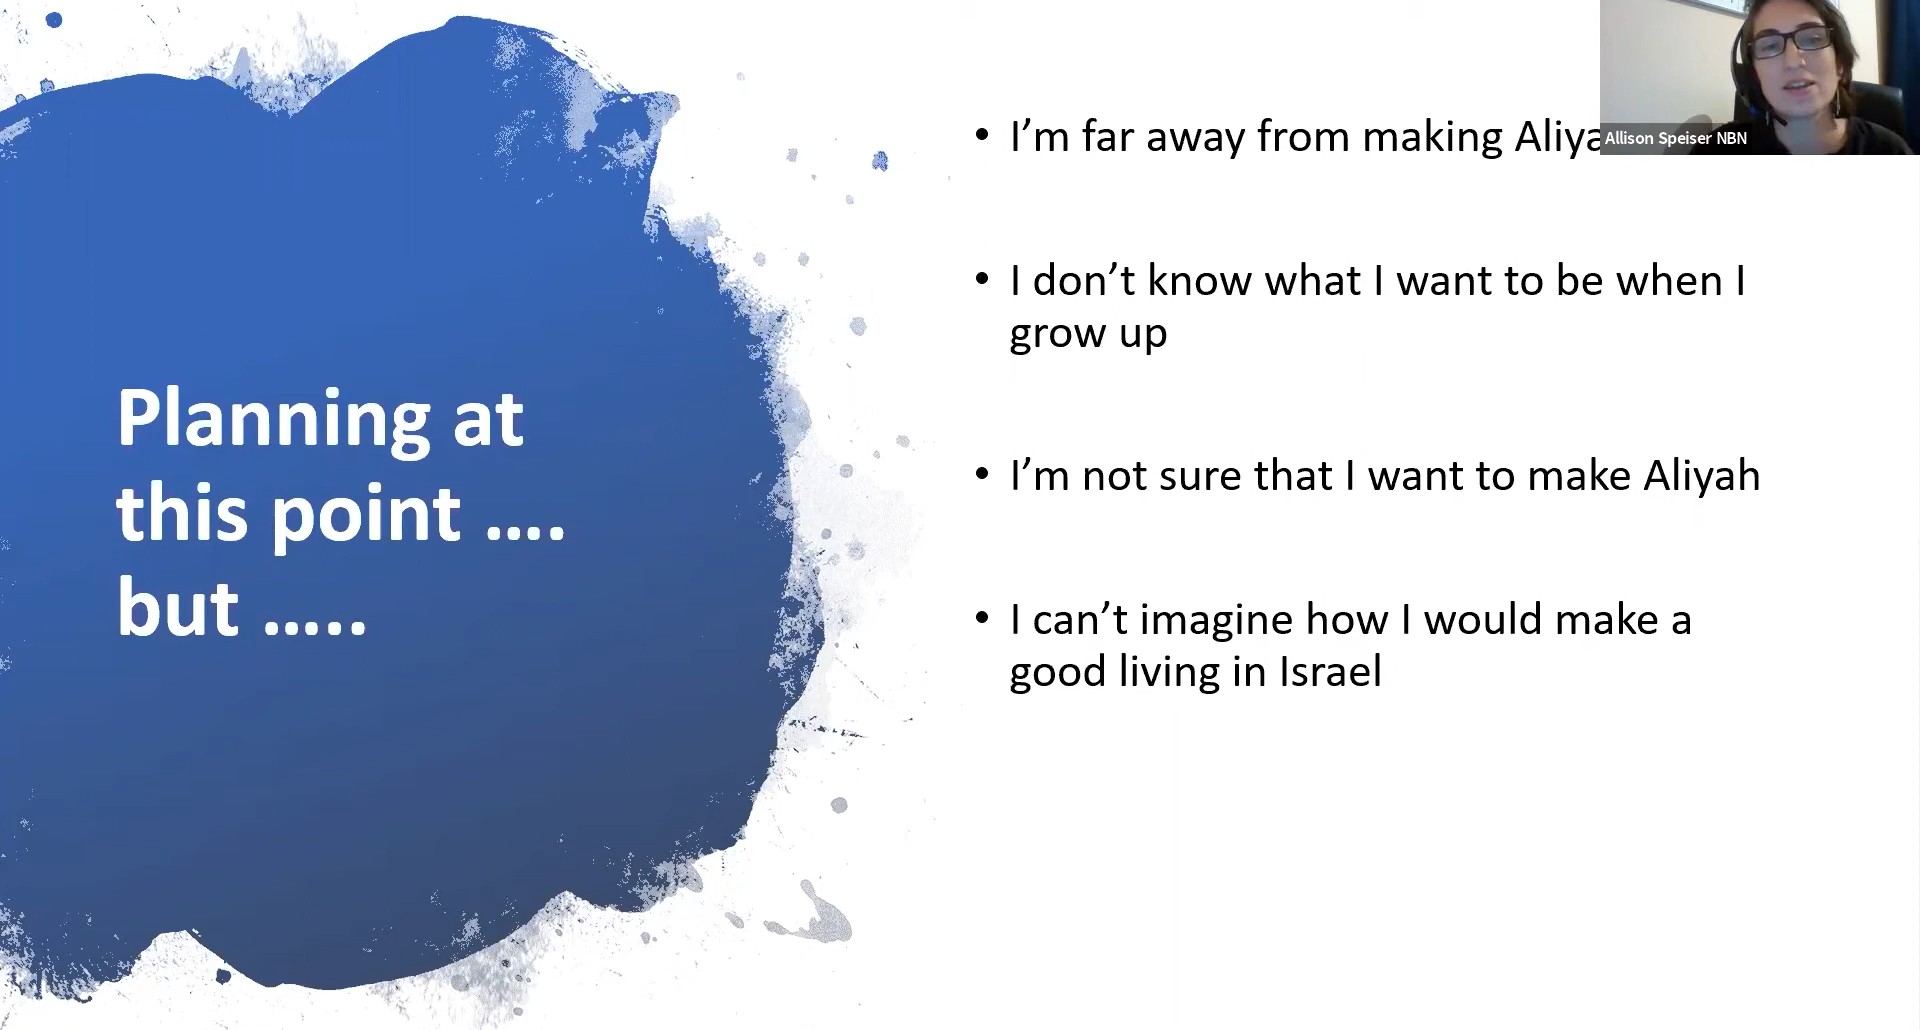 Planning at
this point ....
but .....
• I’m far away from making Aliya
• I don’t know what I want to be when I
grow up
• I’m not sure that I want to make Aliyah
• I can’t imagine how I would make a
good living in Israel
Allison Speiser NBN